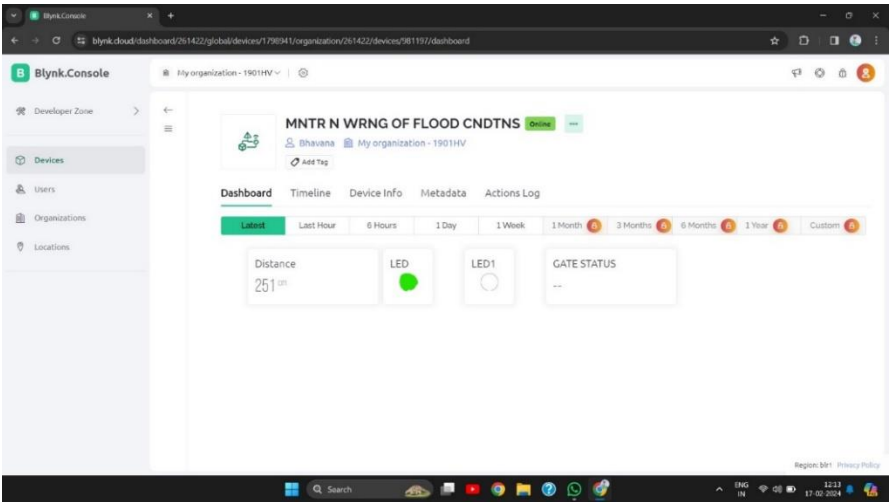 Blynk.Console
blynk.cloud/dashboard/261422/global/devices/1798941/organization/261422/devices/981197/dashboard
B Blynk.Console
My organization - 1901HV
Developer Zone
Devices
Users
Organizations
Locations
MNTR N WRNG OF FLOOD CNDTNS Online
Bhavana My organization - 1901HV
Add Tag
Dashboard Timeline Device Info Metadata Actions Log
Latest Last Hour 6 Hours 1 Day 1 Week 1 Month 3 Months 6 Months 1 Year Custom
Distance LED LED1 GATE STATUS
251 cm --
Region: blr1 Privacy Policy
Search
ENG 12:13
IN 17-02-2024